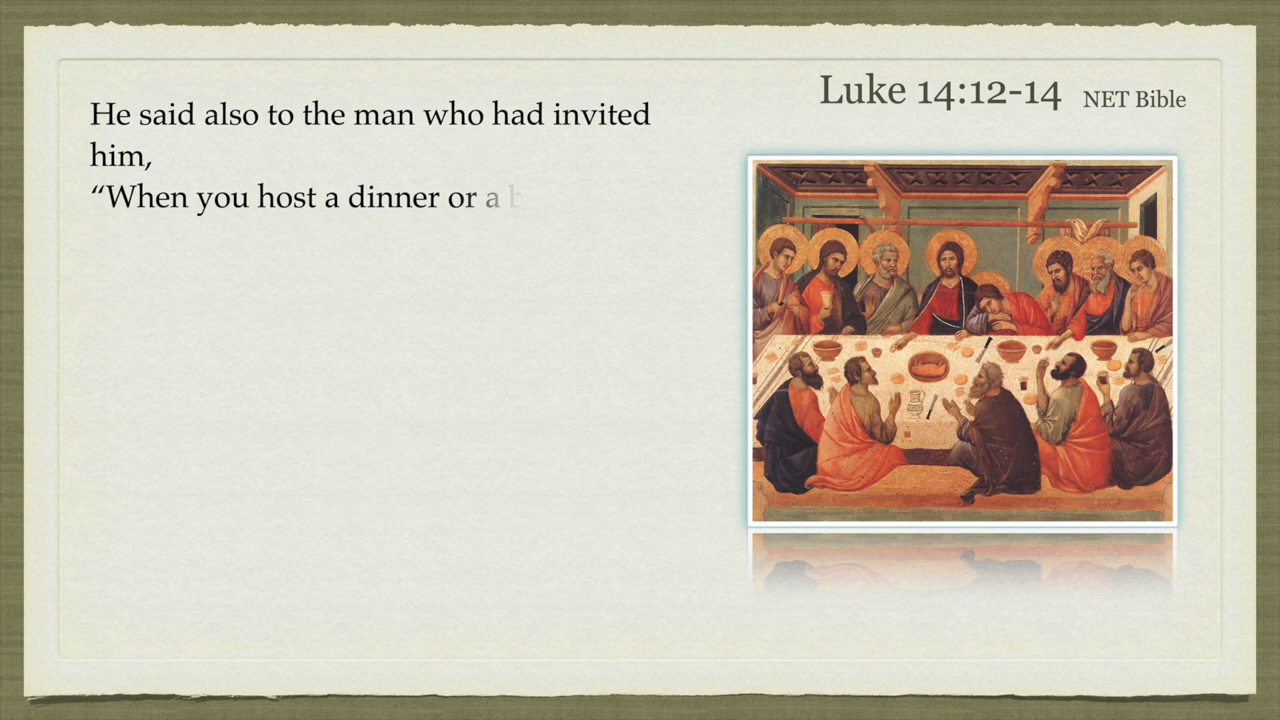 Luke 14:12-14 NET Bible
He said also to the man who had invited
him,
“When you host a dinner or a b